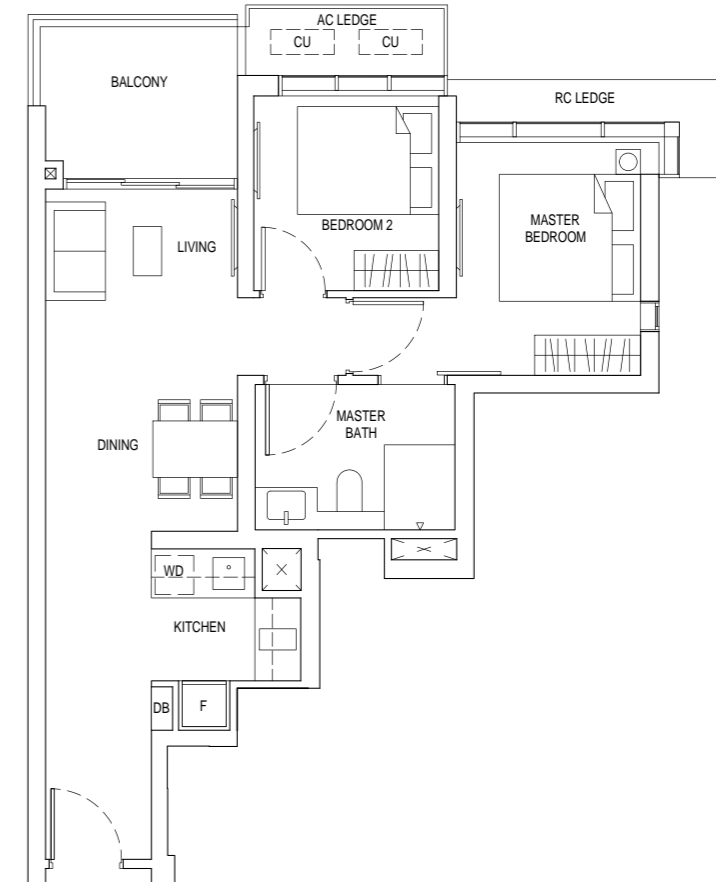 AC LEDGE
CU
CU
BALCONY
RC LEDGE
BEDROOM 2
MASTER
BEDROOM
LIVING
MASTER
BATH
DINING
WD
KITCHEN
DB
F